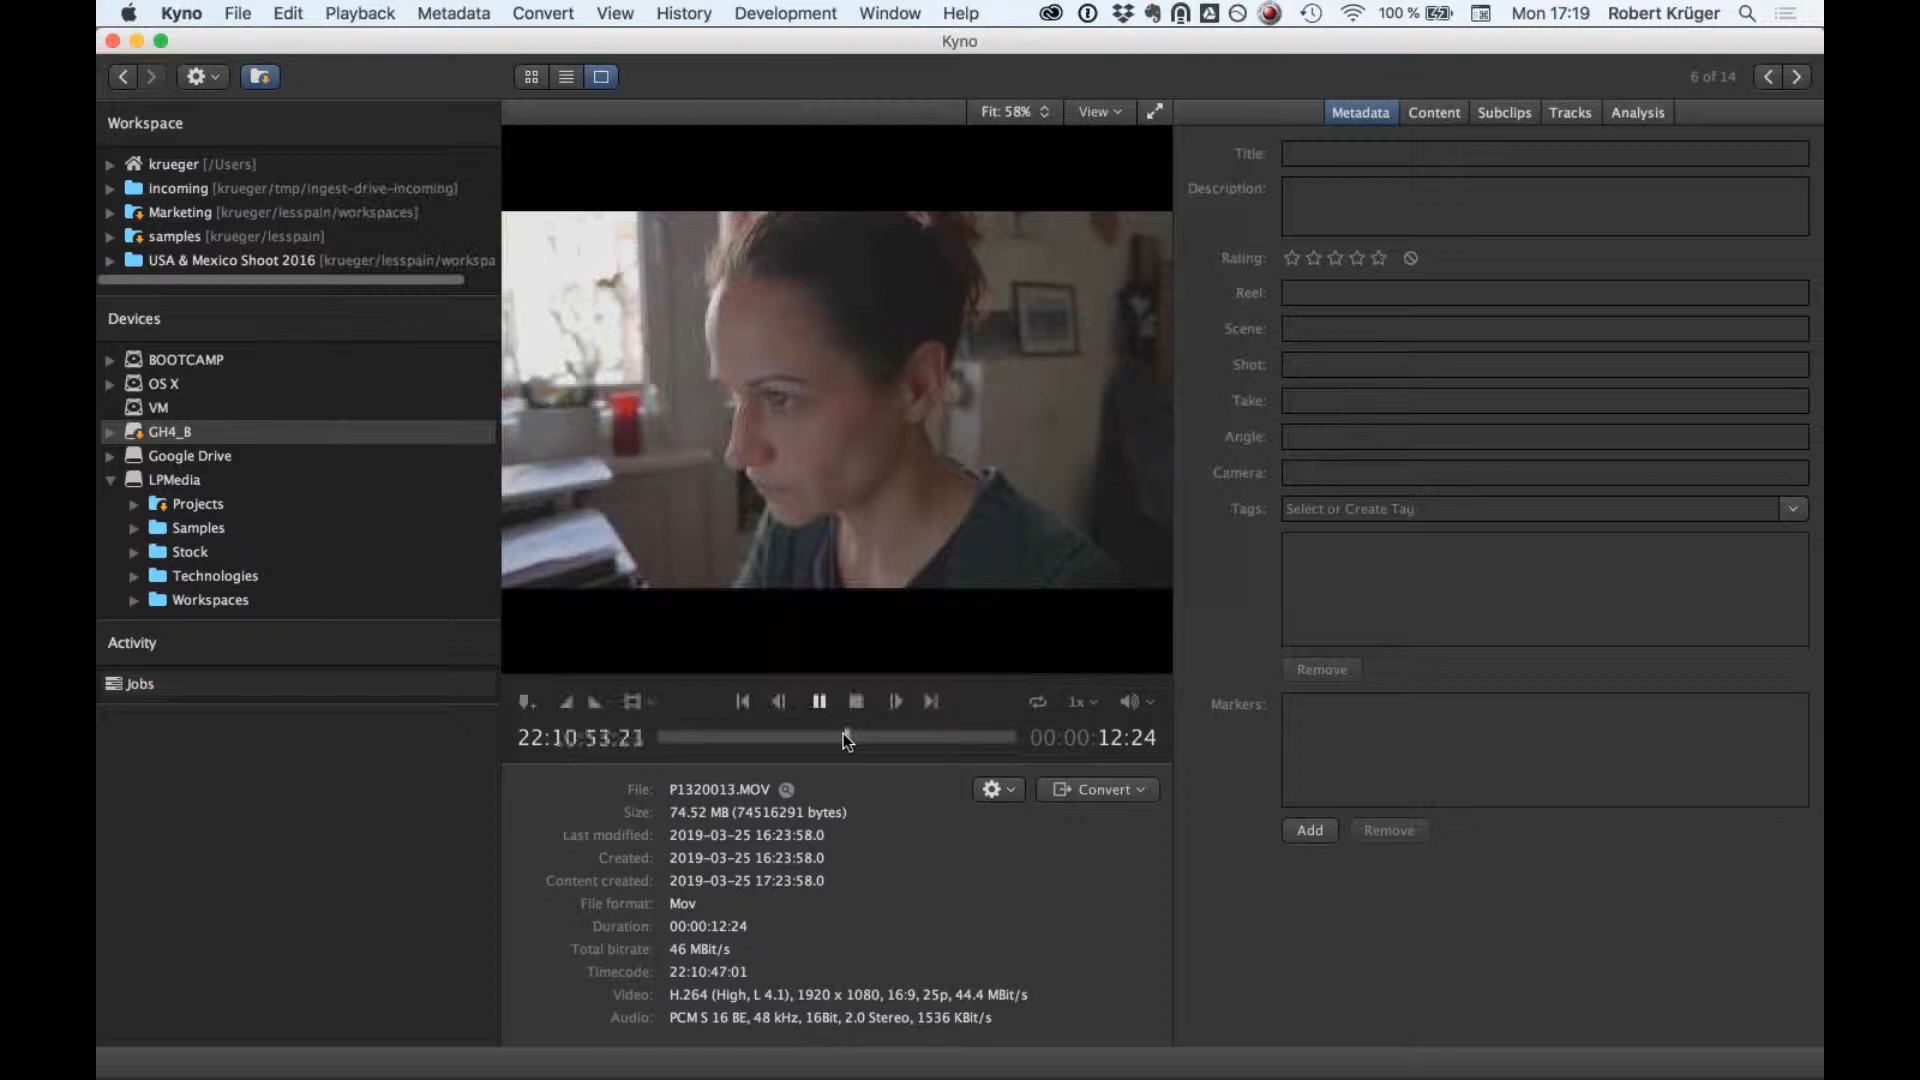 Kyno File Edit Playback Metadata Convert View History Development Window Help 100 % Mon 17:19 Robert Krüger
Kyno
6 of 14
Workspace
krueger [/Users]
incoming [krueger/tmp/ingest-drive-incoming]
Marketing [krueger/lesspain/workspaces]
samples [krueger/lesspain]
USA & Mexico Shoot 2016 [krueger/lesspain/workspa
Devices
BOOTCAMP
OS X
VM
GH4_B
Google Drive
LPMedia
Projects
Samples
Stock
Technologies
Workspaces
Activity
Jobs
Fit: 58% View
1x
22:10:53:21 00:00:12:24
File: P1320013.MOV
Convert
Size: 74.52 MB (74516291 bytes)
Last modified: 2019-03-25 16:23:58.0
Created: 2019-03-25 16:23:58.0
Content created: 2019-03-25 17:23:58.0
File format: Mov
Duration: 00:00:12:24
Total bitrate: 46 MBit/s
Timecode: 22:10:47:01
Video: H.264 (High, L 4.1), 1920 x 1080, 16:9, 25p, 44.4 MBit/s
Audio: PCM S 16 BE, 48 kHz, 16Bit, 2.0 Stereo, 1536 KBit/s
Metadata Content Subclips Tracks Analysis
Title:
Description:
Rating:
Reel:
Scene:
Shot:
Take:
Angle:
Camera:
Tags: Select or Create Tag
Remove
Markers:
Add Remove